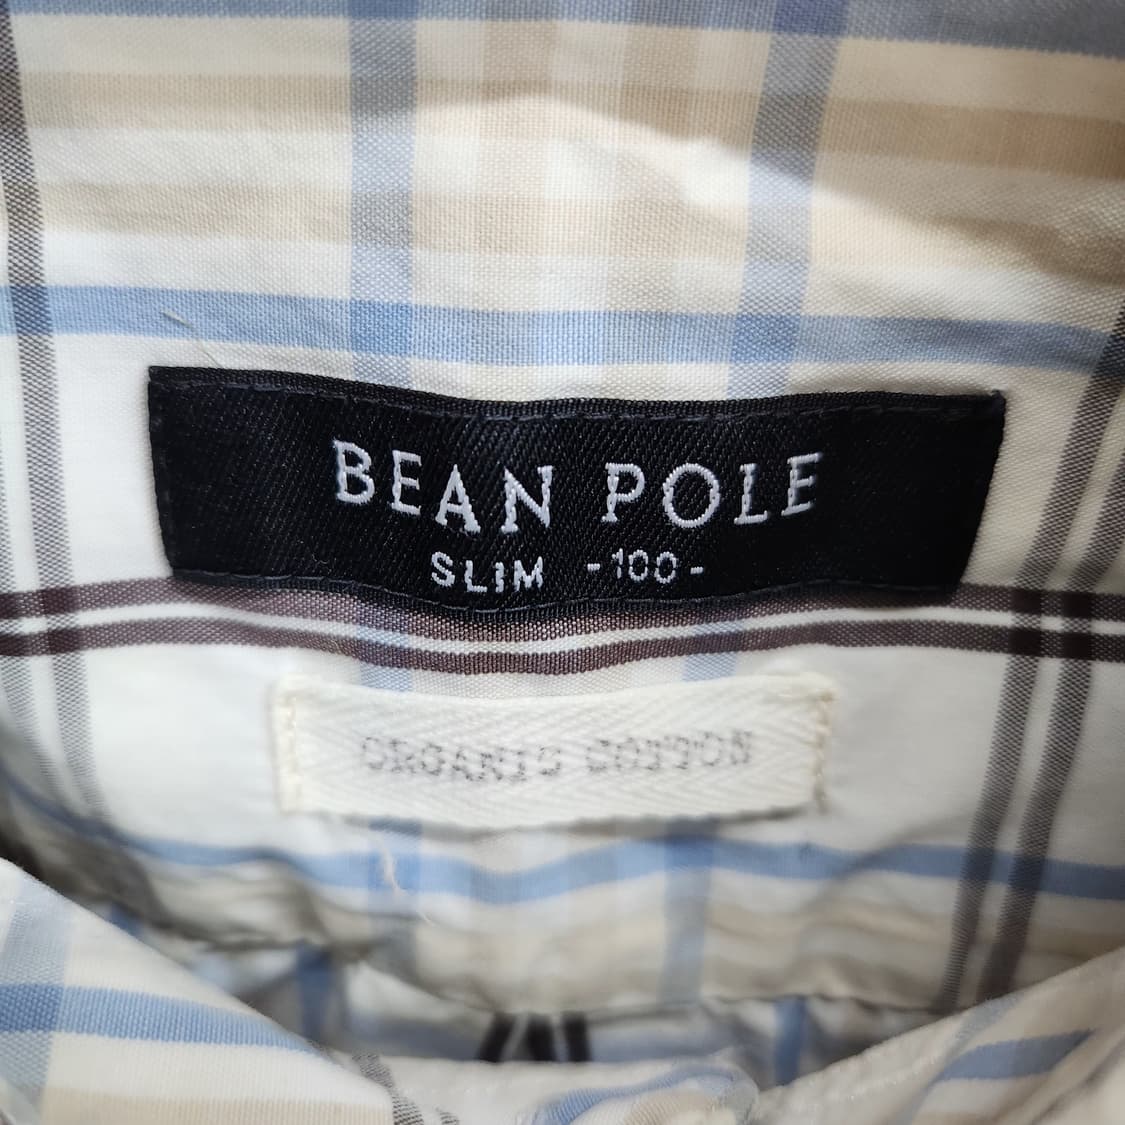 BEAN POLE
SLIM -100-
ORGANIC COTTON